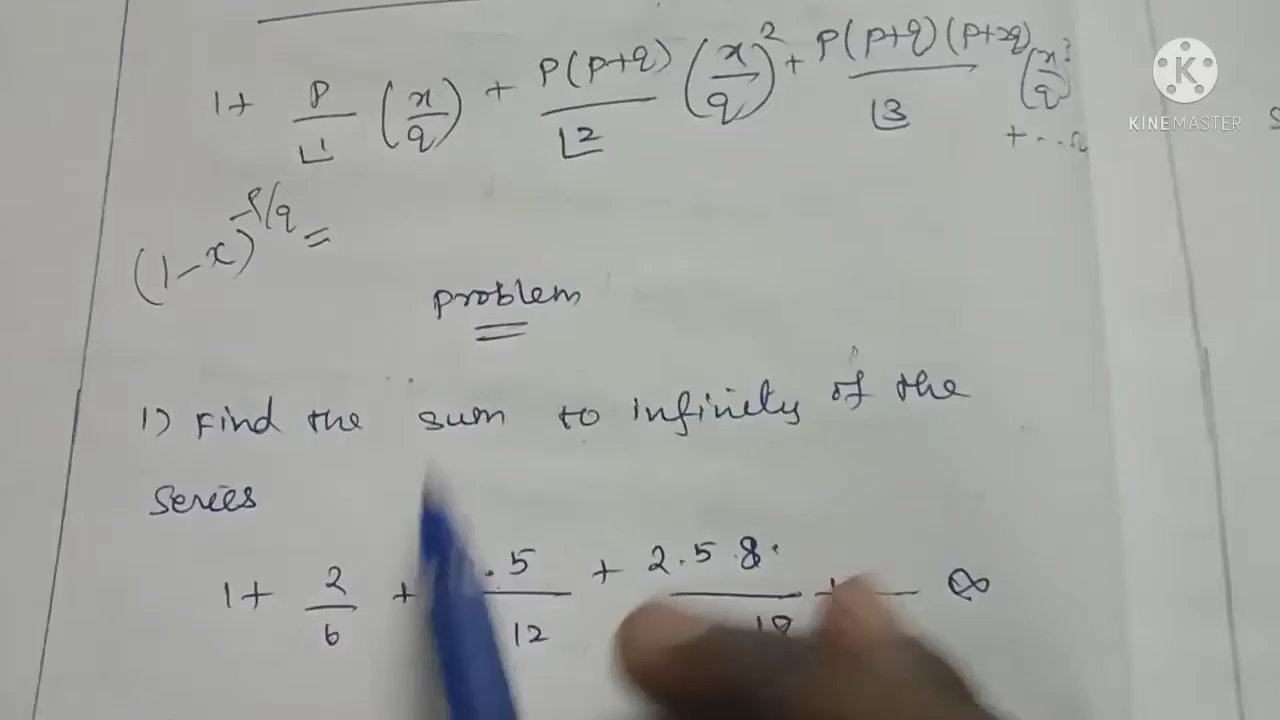 1+ P/⌊1 (x/q) + P(P+q)/⌊2 (x/q)² + P(P+q)(P+2q)/⌊3 (x/q)³
+ ...
KINEMASTER
(1-x)^-P/q =
problem
1) Find the sum to infinity of the
series
1+ 2/6 + .5/12 + 2.5 8./18 + — ∞